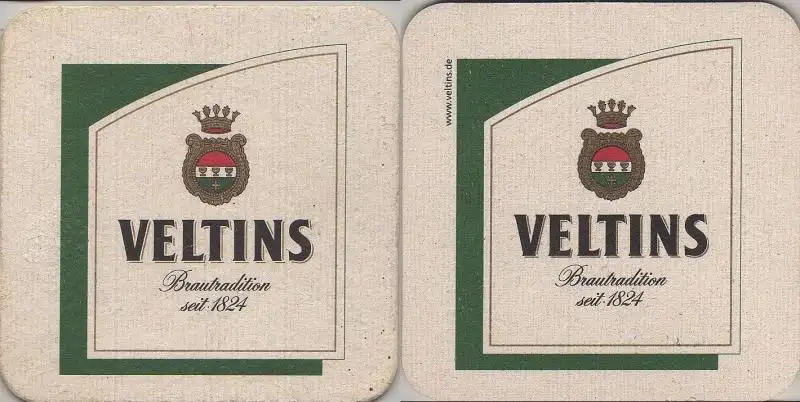 VELTINS
Brautradition
seit·1824
www.veltins.de
VELTINS
Brautradition
seit·1824